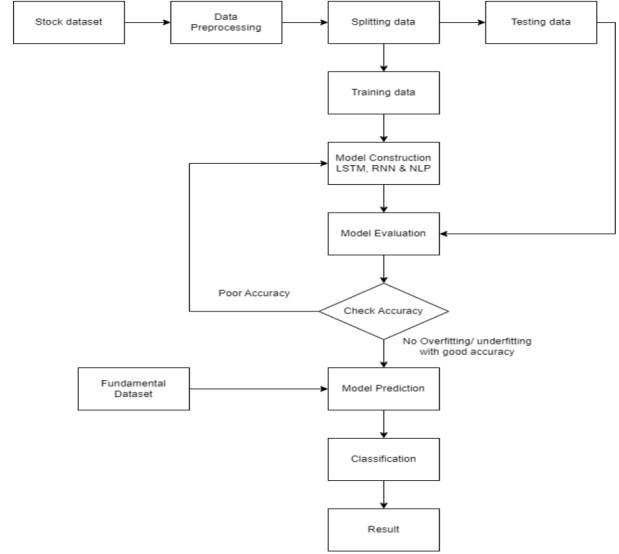 Stock dataset
Data
Preprocessing
Splitting data
Testing data
Training data
Model Construction
LSTM, RNN & NLP
Model Evaluation
Poor Accuracy
Check Accuracy
No Overfitting/ underfitting
with good accuracy
Fundamental
Dataset
Model Prediction
Classification
Result